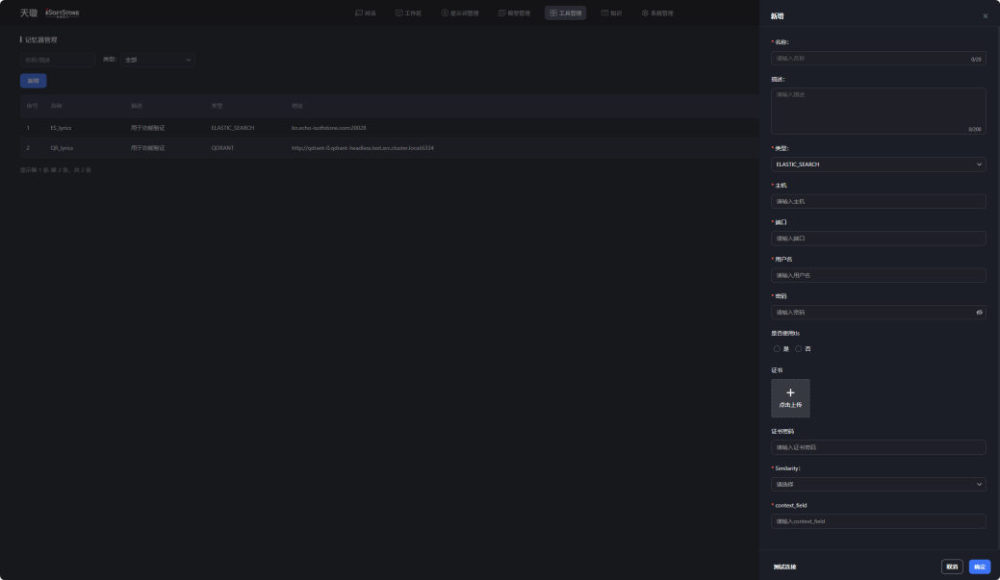 天璇 iSoftStone 对话 工作区 提示词管理 模型管理 工具管理 知识 系统管理
记忆器管理
名称/描述 类型: 全部
新增
序号 名称 描述 类型 地址
1 ES_lyncx 用于功能验证 ELASTIC_SEARCH
2 QR_lyncx 用于功能验证 QDRANT http://qdrant-0.qdrant-headless.test.svc.cluster.local:6334
显示第 1 条-第 2 条，共 2 条
新增
* 名称:
请输入名称 0/20
描述:
请输入描述
0/200
* 类型:
ELASTIC_SEARCH
* 主机
请输入主机
* 端口
请输入端口
* 用户名
请输入用户名
* 密码
请输入密码
是否使用tls
是 否
证书
点击上传
证书密码
请输入证书密码
* Similarity:
请选择
* context_field
请输入context_field
测试连接 取消 确定